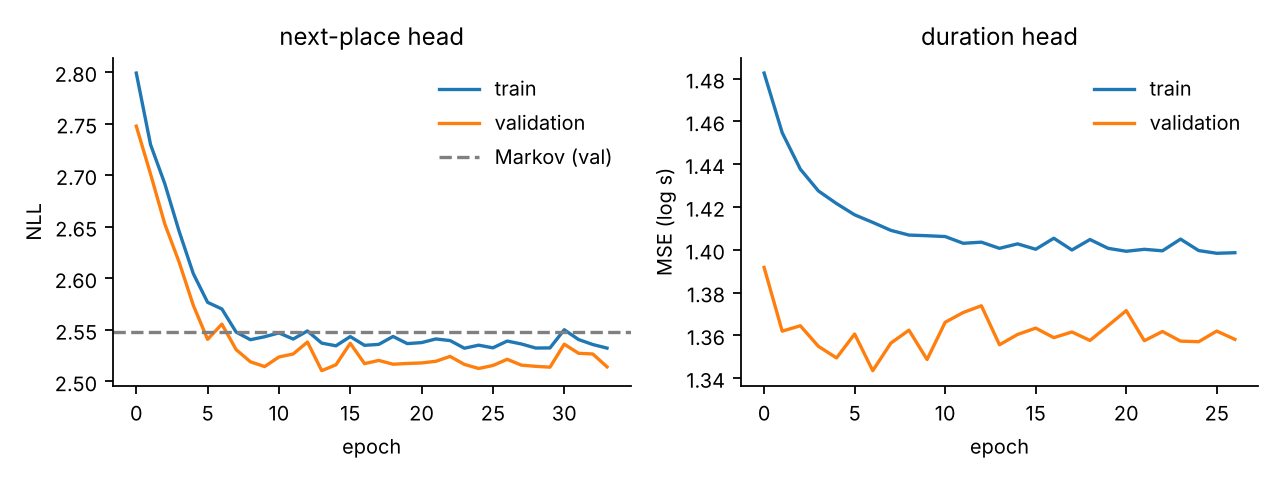 next-place head
NLL
2.80
2.75
2.70
2.65
2.60
2.55
2.50
train
validation
Markov (val)
0 5 10 15 20 25 30
epoch
duration head
MSE (log s)
1.48
1.46
1.44
1.42
1.40
1.38
1.36
1.34
train
validation
0 5 10 15 20 25
epoch